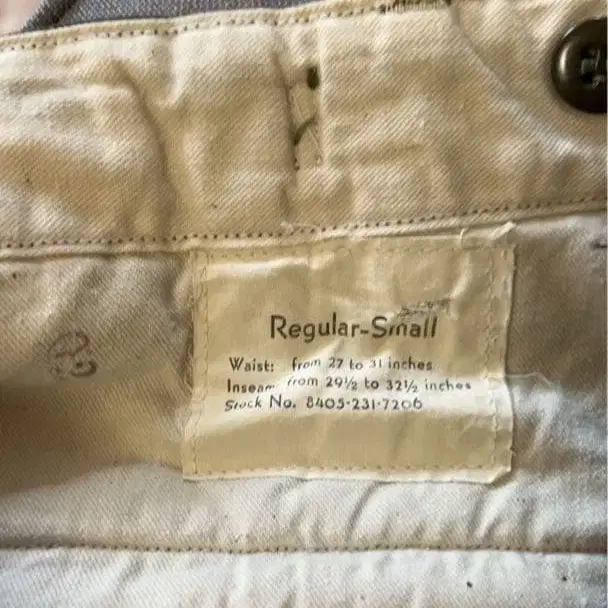 Regular-Small
Waist: from 27 to 31 inches
Inseam from 29½ to 32½ inches
Stock No. 8405-231-7206